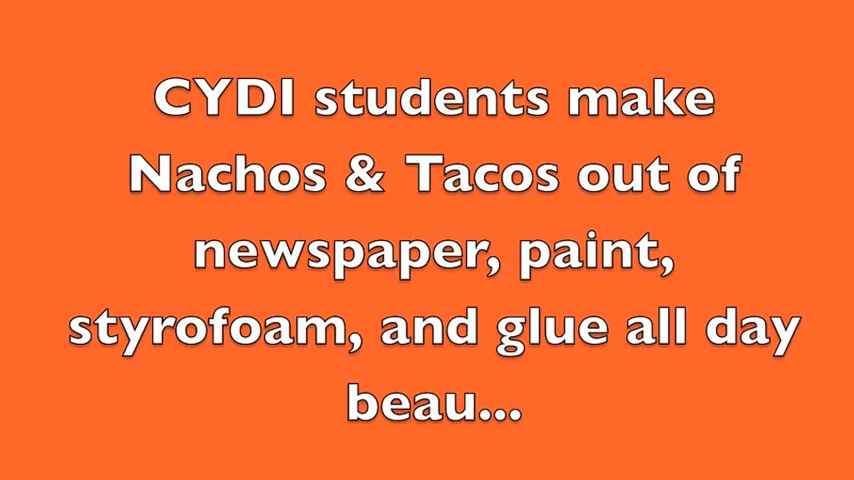 CYDI students make
Nachos & Tacos out of
newspaper, paint,
styrofoam, and glue all day
beau...